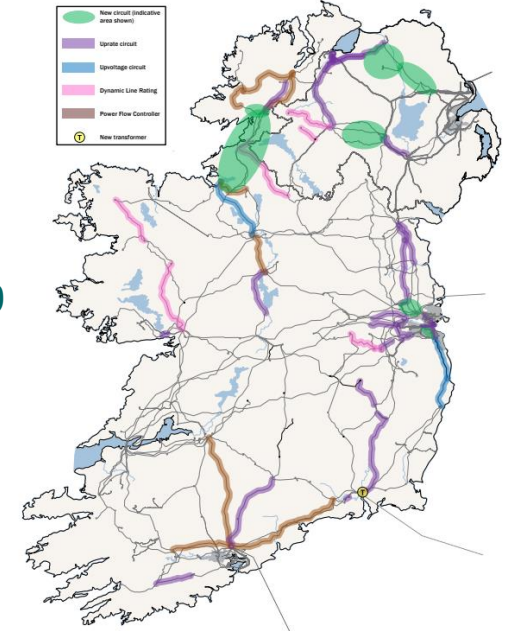 New circuit (indicative
area shown)
Uprate circuit
Upvoltage circuit
Dynamic Line Rating
Power Flow Controller
T New transformer
T